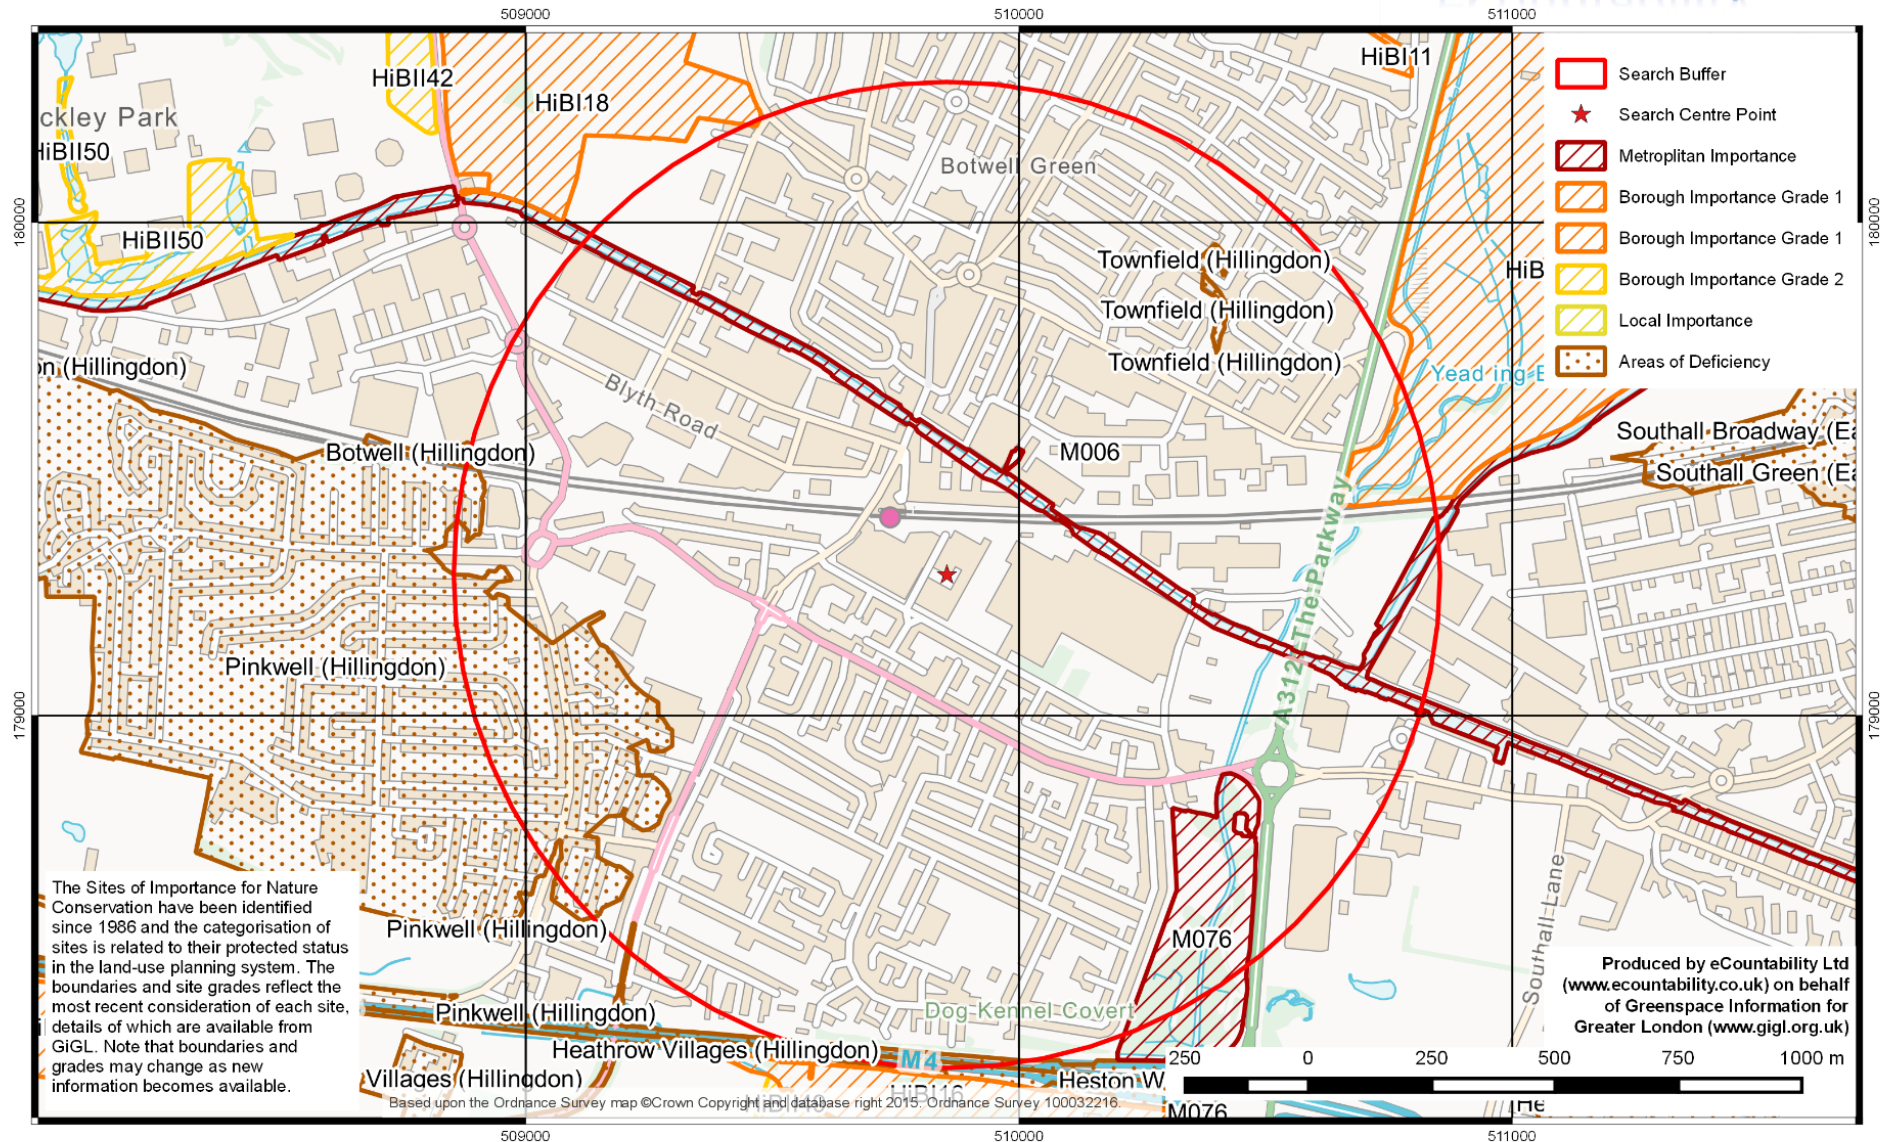 509000
510000
511000
HiBII42
HiBI18
HiBI11
ckley Park
HiBII50
Botwell Green
180000
180000
HiBII50
Townfield (Hillingdon)
HiB
Townfield (Hillingdon)
Townfield (Hillingdon)
on (Hillingdon)
Yeading B
Blyth Road
Search Buffer
Search Centre Point
Metroplitan Importance
Borough Importance Grade 1
Borough Importance Grade 1
Borough Importance Grade 2
Local Importance
Areas of Deficiency
Botwell (Hillingdon)
M006
Southall Broadway (Ea
Southall Green (Ea
A312 The Parkway
Pinkwell (Hillingdon)
179000
179000
Southall Lane
The Sites of Importance for Nature
Conservation have been identified
since 1986 and the categorisation of
sites is related to their protected status
in the land-use planning system. The
boundaries and site grades reflect the
most recent consideration of each site,
details of which are available from
GiGL. Note that boundaries and
grades may change as new
information becomes available.
Pinkwell (Hillingdon)
M076
Pinkwell (Hillingdon)
Dog Kennel Covert
Heathrow Villages (Hillingdon)
M4
Villages (Hillingdon)
Heston W
HiBI16
M076
He
Produced by eCountability Ltd
(www.ecountability.co.uk) on behalf
of Greenspace Information for
Greater London (www.gigl.org.uk)
250 0 250 500 750 1000 m
Based upon the Ordnance Survey map ©Crown Copyright and database right 2015. Ordnance Survey 100032216.
509000
510000
511000